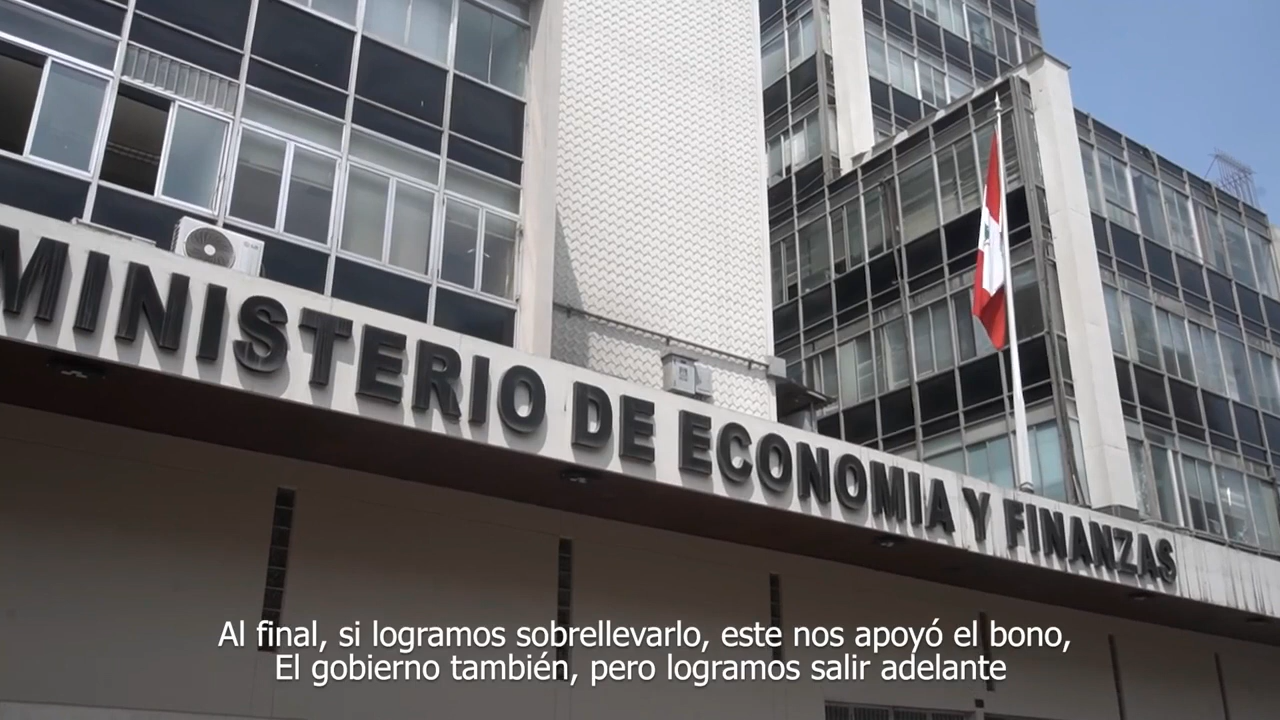 MINISTERIO DE ECONOMIA Y FINANZAS
Al final, si logramos sobrellevarlo, este nos apoyó el bono,
El gobierno también, pero logramos salir adelante